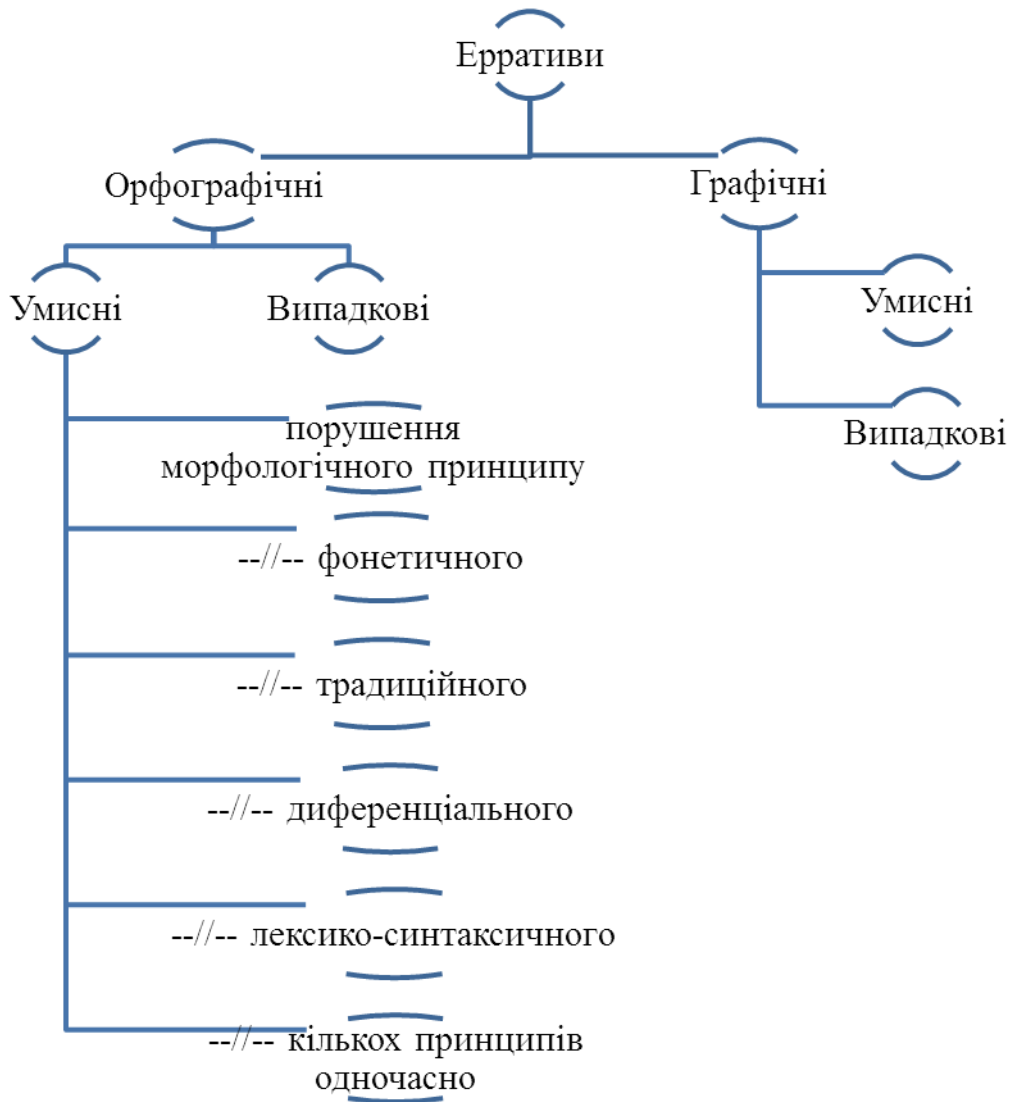 Ерративи
Орфографічні
Графічні
Умисні
Випадкові
Умисні
Випадкові
порушення
морфологічного принципу
--//-- фонетичного
--//-- традиційного
--//-- диференціального
--//-- лексико-синтаксичного
--//-- кількох принципів
одночасно